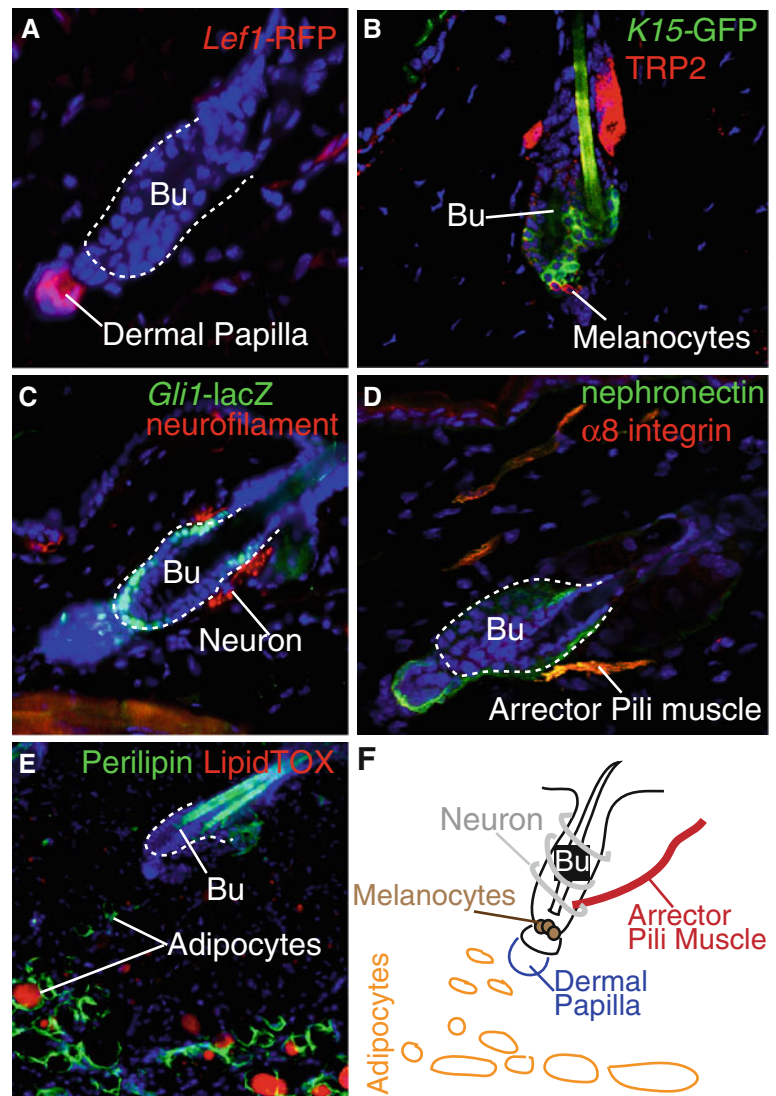 A
Lef1-RFP
Bu
Dermal Papilla
B
K15-GFP
TRP2
Bu
Melanocytes
C
Gli1-lacZ
neurofilament
Bu
Neuron
D
nephronectin
α8 integrin
Bu
Arrector Pili muscle
E
Perilipin LipidTOX
Bu
Adipocytes
F
Neuron
Bu
Melanocytes
Arrector
Pili Muscle
Dermal
Papilla
Adipocytes